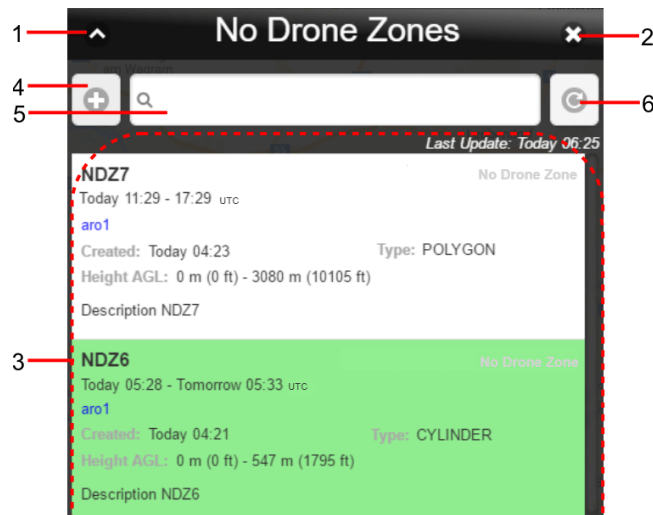 1
No Drone Zones
2
am Wagram
4
5
6
Last Update: Today 06:25
NDZ7
No Drone Zone
Today 11:29 - 17:29 UTC
aro1
Created: Today 04:23
Type: POLYGON
Height AGL: 0 m (0 ft) - 3080 m (10105 ft)
Description NDZ7
3
NDZ6
No Drone Zone
Today 05:28 - Tomorrow 05:33 UTC
aro1
Created: Today 04:21
Type: CYLINDER
Height AGL: 0 m (0 ft) - 547 m (1795 ft)
Description NDZ6